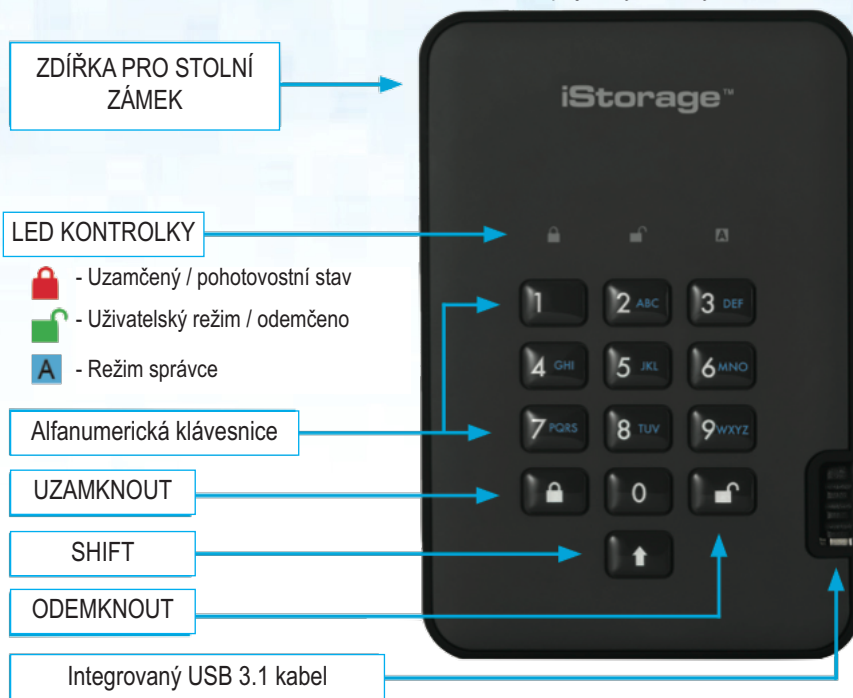 ZDÍŘKA PRO STOLNÍ
ZÁMEK
iStorage™
LED KONTROLKY
A
- Uzamčený / pohotovostní stav
- Uživatelský režim / odemčeno
A - Režim správce
1
2 ABC
3 DEF
4 GHI
5 JKL
6 MNO
Alfanumerická klávesnice
7 PQRS
8 TUV
9 WXYZ
UZAMKNOUT
0
SHIFT
ODEMKNOUT
Integrovaný USB 3.1 kabel